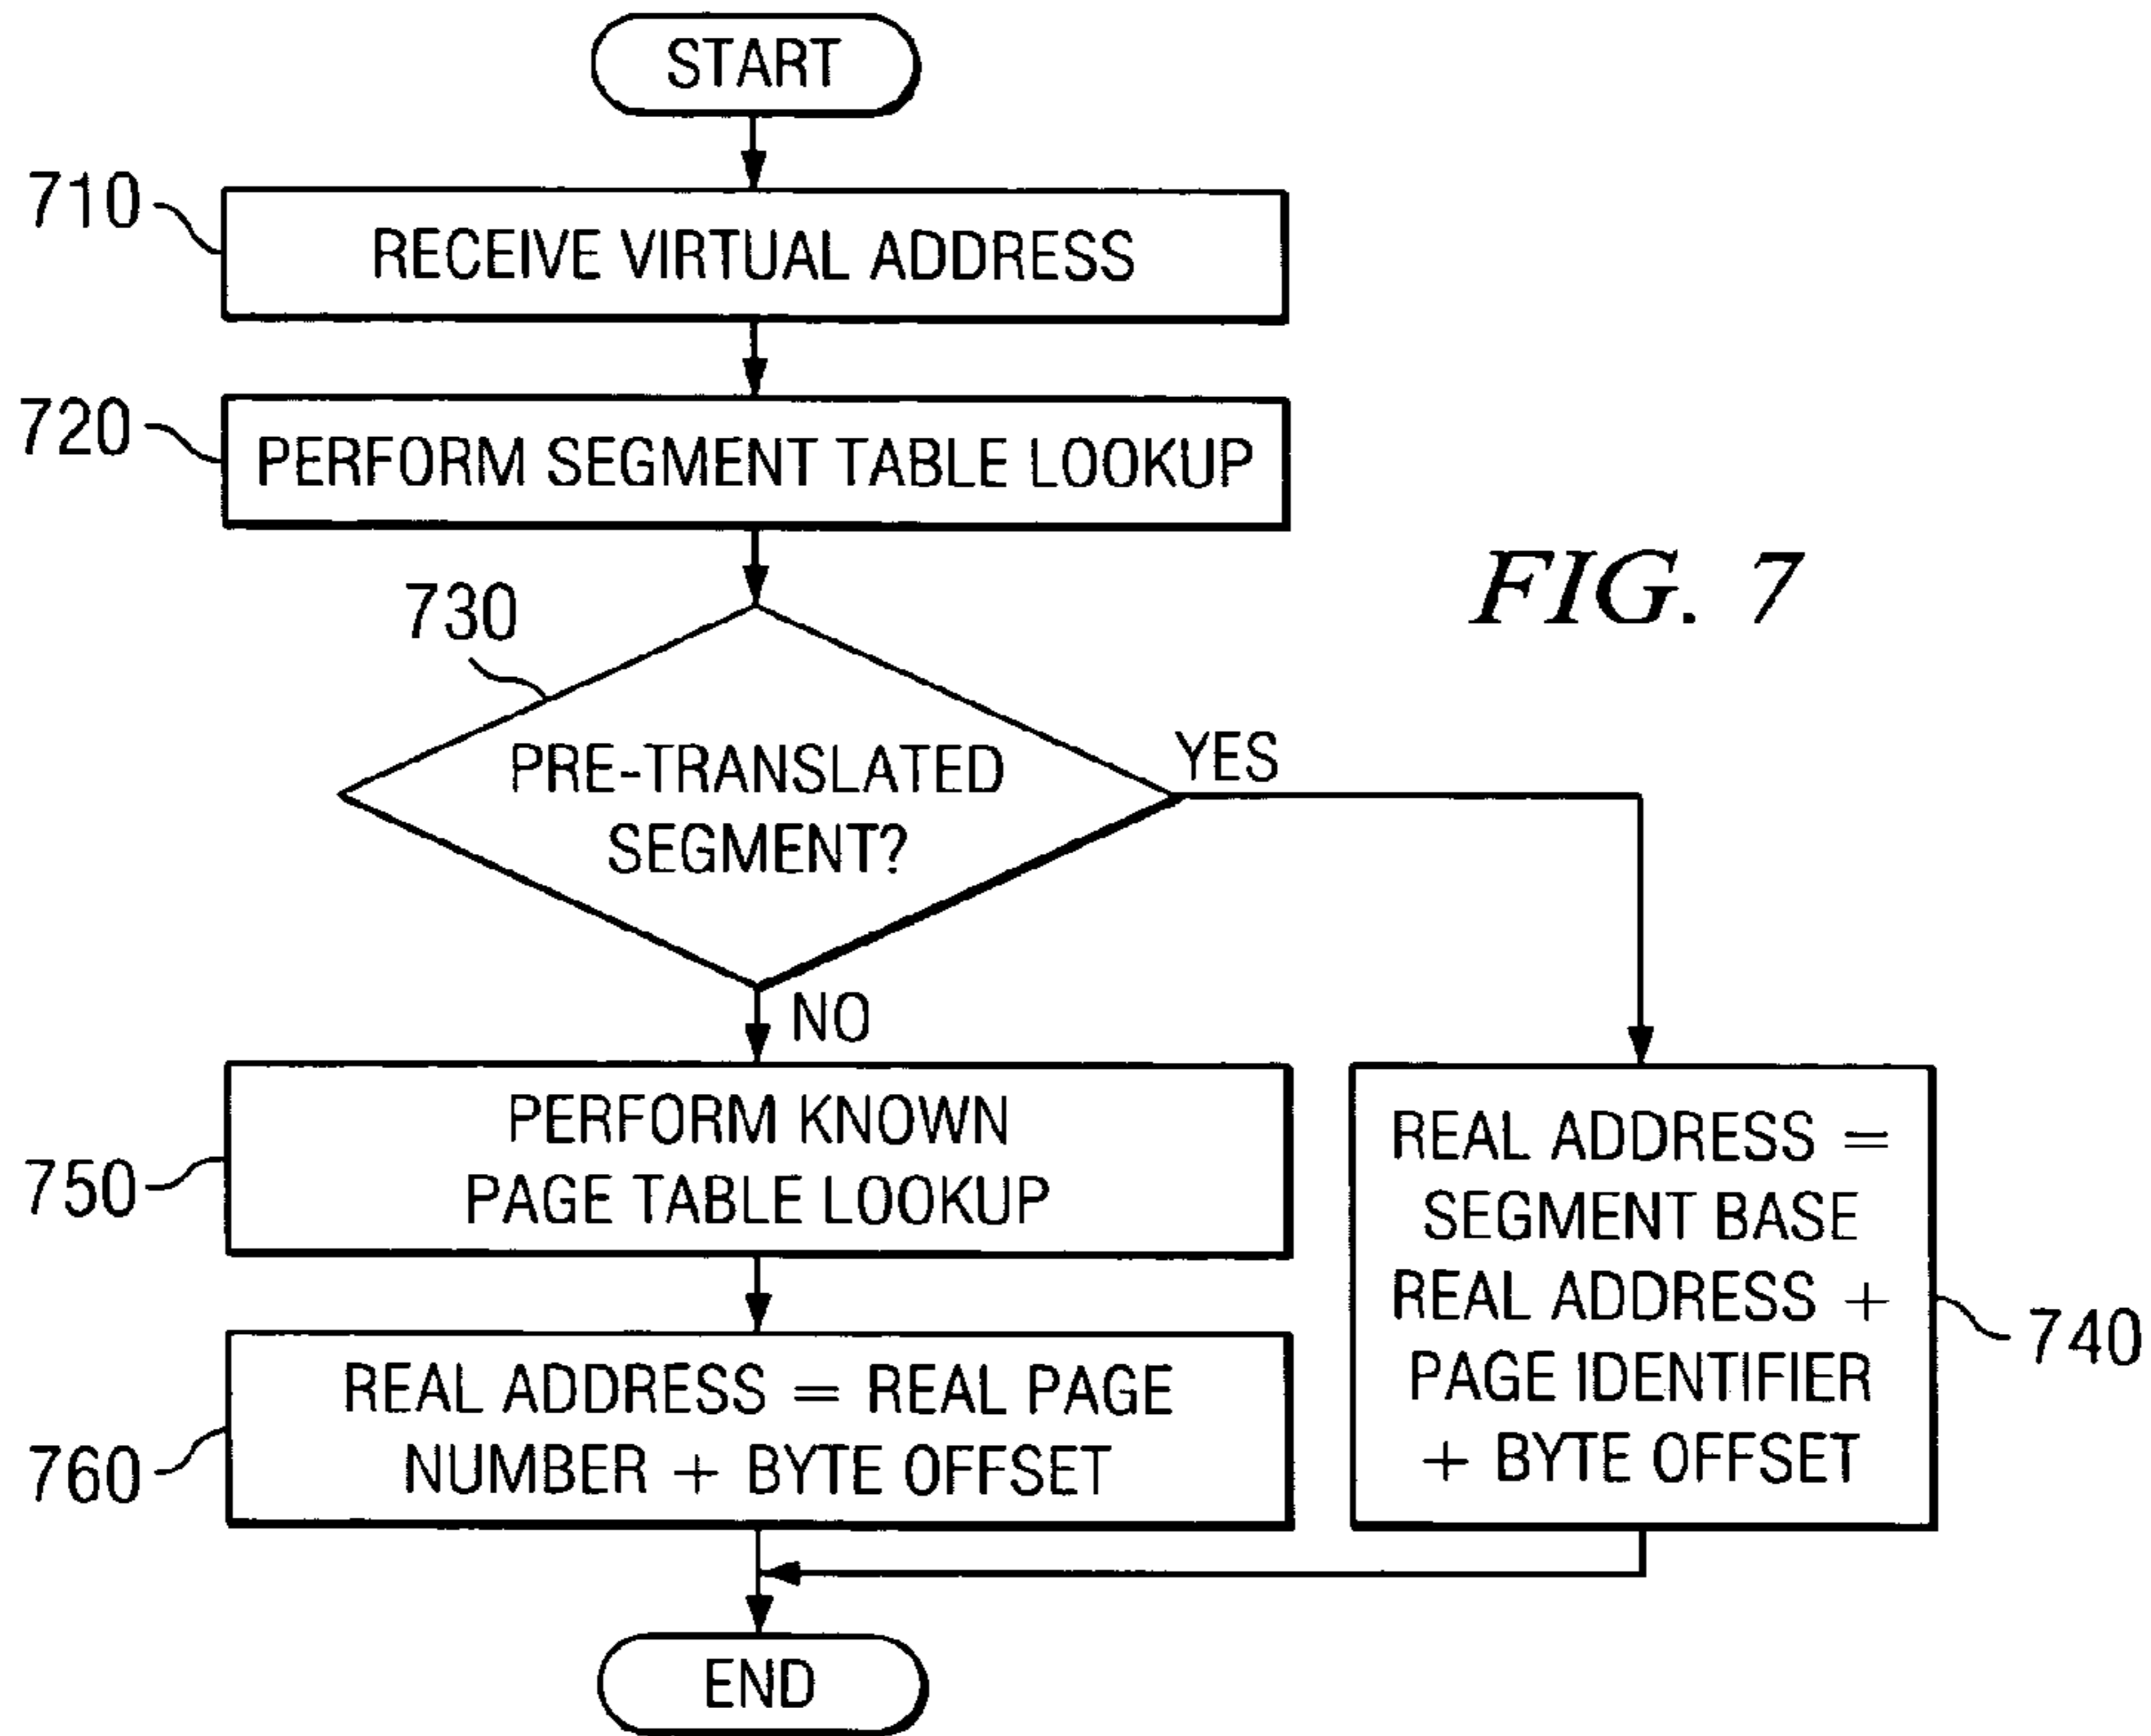 START
710
RECEIVE VIRTUAL ADDRESS
720
PERFORM SEGMENT TABLE LOOKUP
FIG. 7
730
PRE-TRANSLATED
SEGMENT?
YES
NO
750
PERFORM KNOWN
PAGE TABLE LOOKUP
REAL ADDRESS =
SEGMENT BASE
REAL ADDRESS +
PAGE IDENTIFIER
+ BYTE OFFSET
740
760
REAL ADDRESS = REAL PAGE
NUMBER + BYTE OFFSET
END